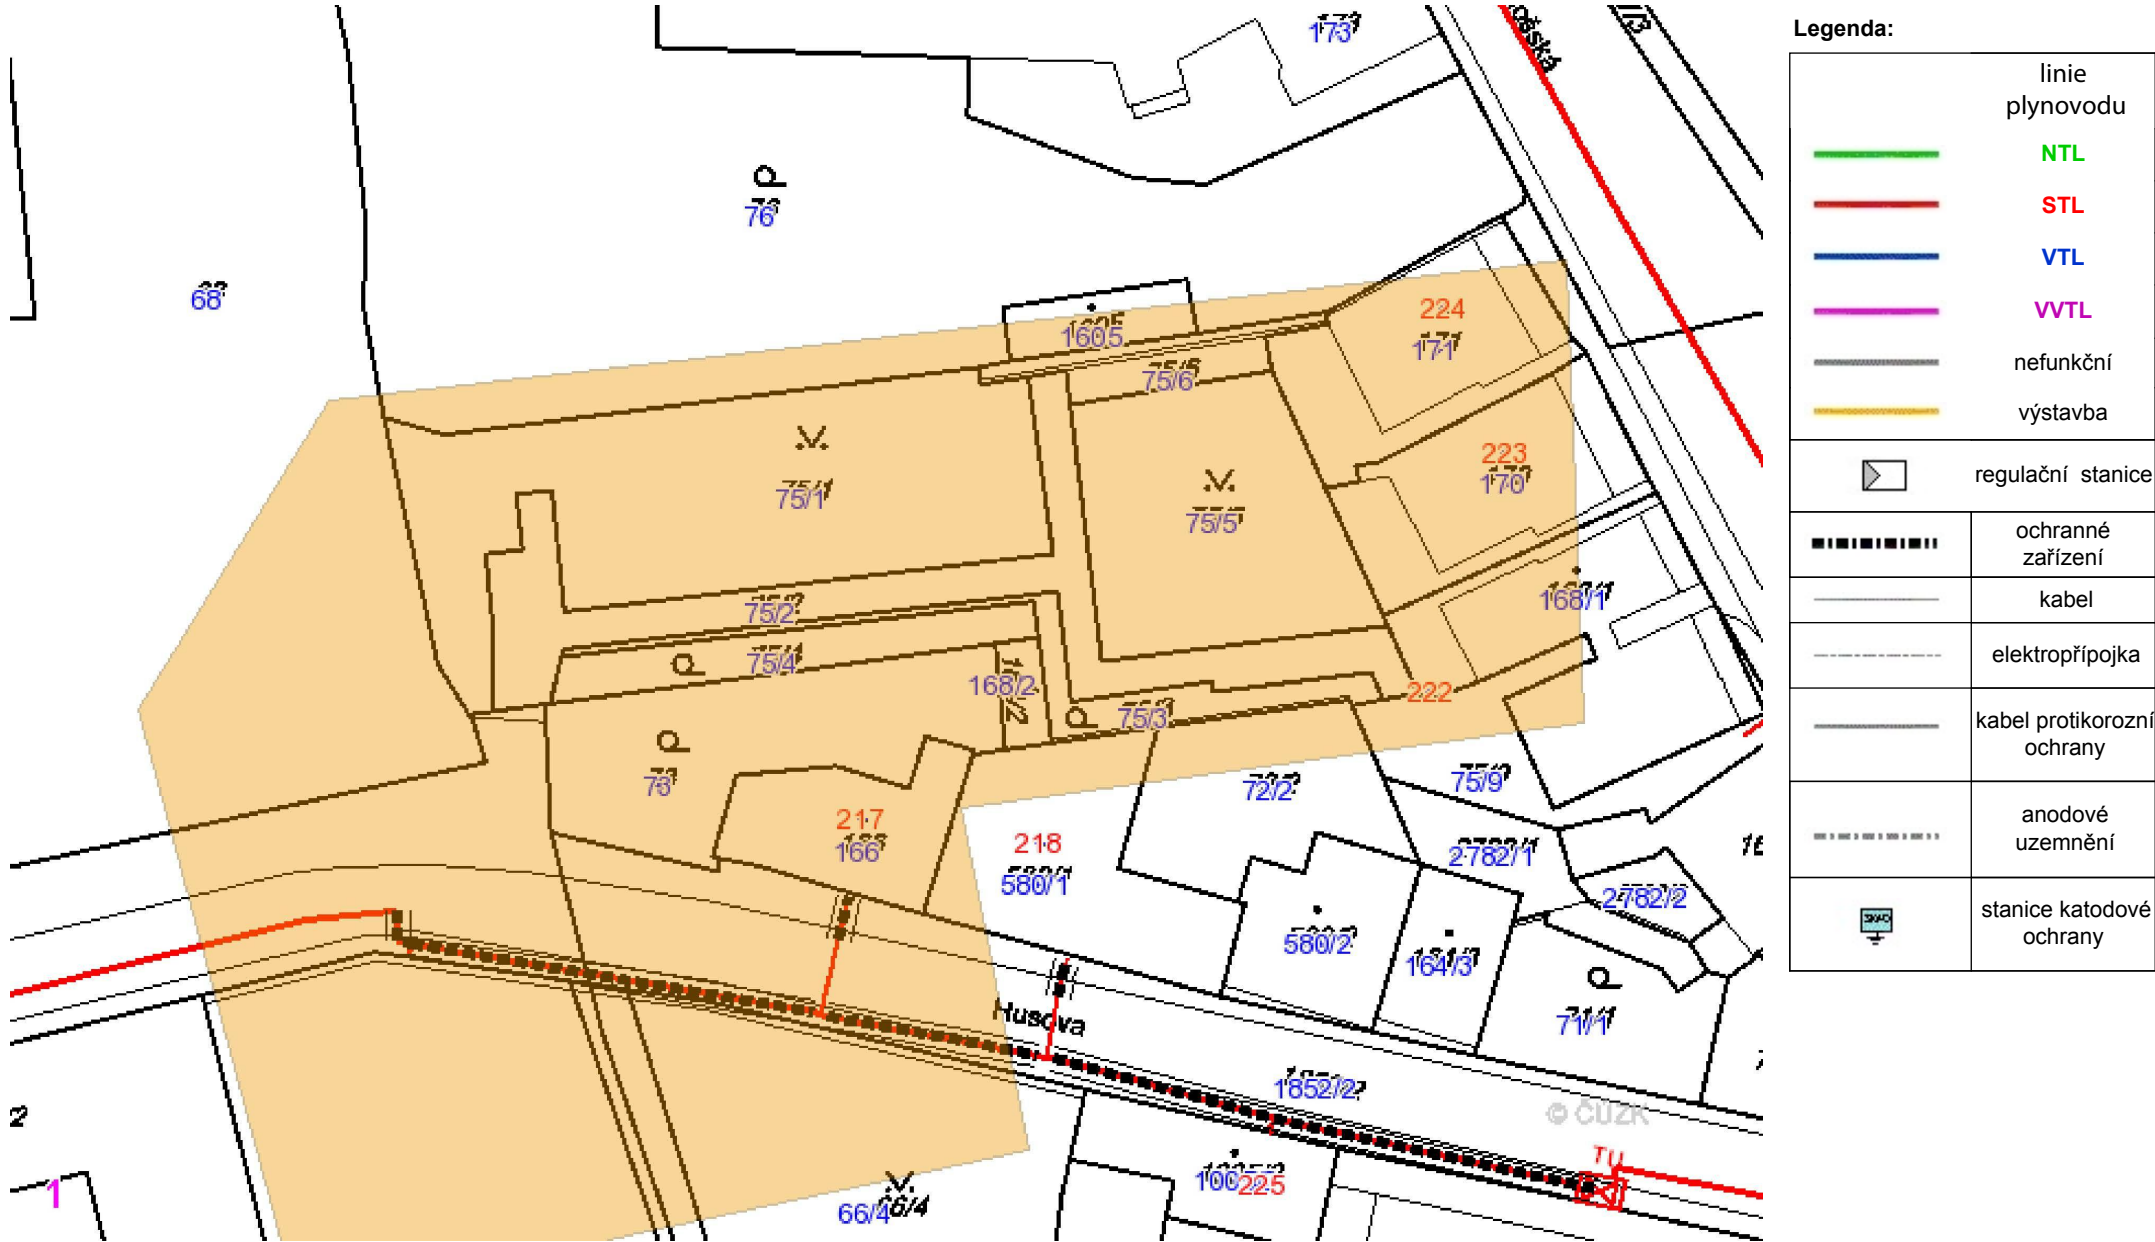 173
76
68
1605
75/6
224
171
75/1
75/5
223
170
75/2
75/4
168/1
168/2
75/3
222
73
217
166
218
580/1
72/2
75/9
2782/1
2782/2
580/2
164/3
71/1
Husova
1852/2
© ČÚZK
TU
225
66/4
66/4
1
Legenda:
linie
plynovodu
NTL
STL
VTL
VVTL
nefunkční
výstavba
regulační stanice
ochranné
zařízení
kabel
elektropřípojka
kabel protikorozní
ochrany
anodové
uzemnění
stanice katodové
ochrany